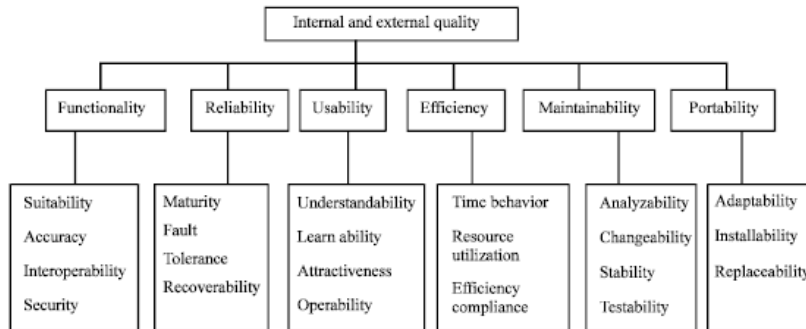 Internal and external quality
Functionality
Reliability
Usability
Efficiency
Maintainability
Portability
Suitability
Accuracy
Interoperability
Security
Maturity
Fault
Tolerance
Recoverability
Understandability
Learn ability
Attractiveness
Operability
Time behavior
Resource
utilization
Efficiency
compliance
Analyzability
Changeability
Stability
Testability
Adaptability
Installability
Replaceability